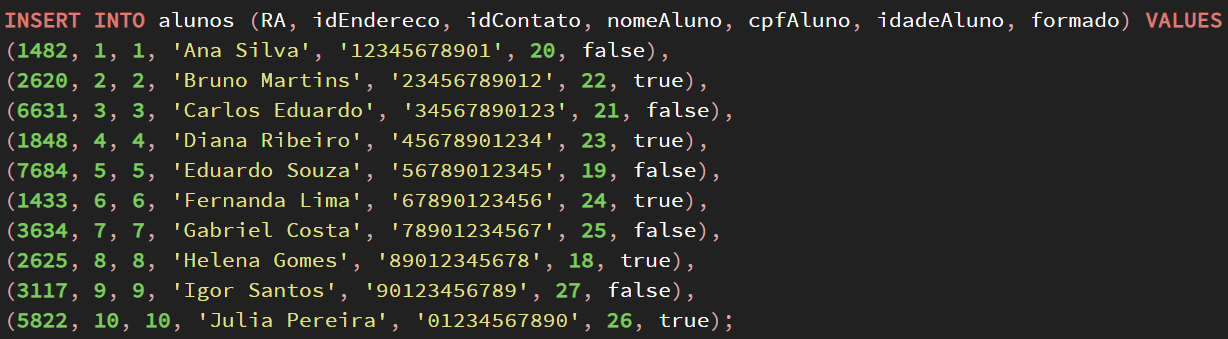 INSERT INTO alunos (RA, idEndereco, idContato, nomeAluno, cpfAluno, idadeAluno, formado) VALUES
(1482, 1, 1, 'Ana Silva', '12345678901', 20, false),
(2620, 2, 2, 'Bruno Martins', '23456789012', 22, true),
(6631, 3, 3, 'Carlos Eduardo', '34567890123', 21, false),
(1848, 4, 4, 'Diana Ribeiro', '45678901234', 23, true),
(7684, 5, 5, 'Eduardo Souza', '56789012345', 19, false),
(1433, 6, 6, 'Fernanda Lima', '67890123456', 24, true),
(3634, 7, 7, 'Gabriel Costa', '78901234567', 25, false),
(2625, 8, 8, 'Helena Gomes', '89012345678', 18, true),
(3117, 9, 9, 'Igor Santos', '90123456789', 27, false),
(5822, 10, 10, 'Julia Pereira', '01234567890', 26, true);